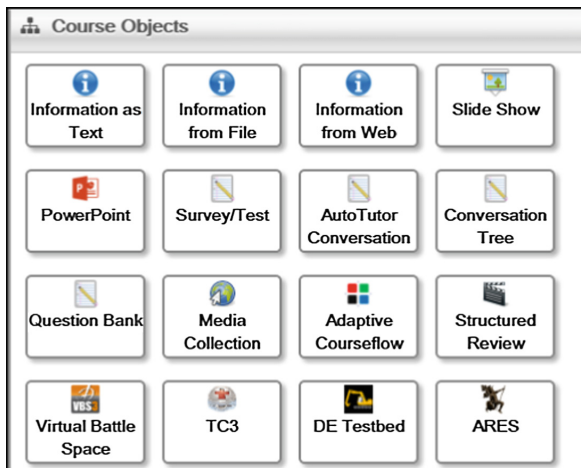 Course Objects
Information as
Text
Information
from File
Information
from Web
Slide Show
PowerPoint
Survey/Test
AutoTutor
Conversation
Conversation
Tree
Question Bank
Media
Collection
Adaptive
Courseflow
Structured
Review
VBS3
Virtual Battle
Space
TC3
DE Testbed
ARES